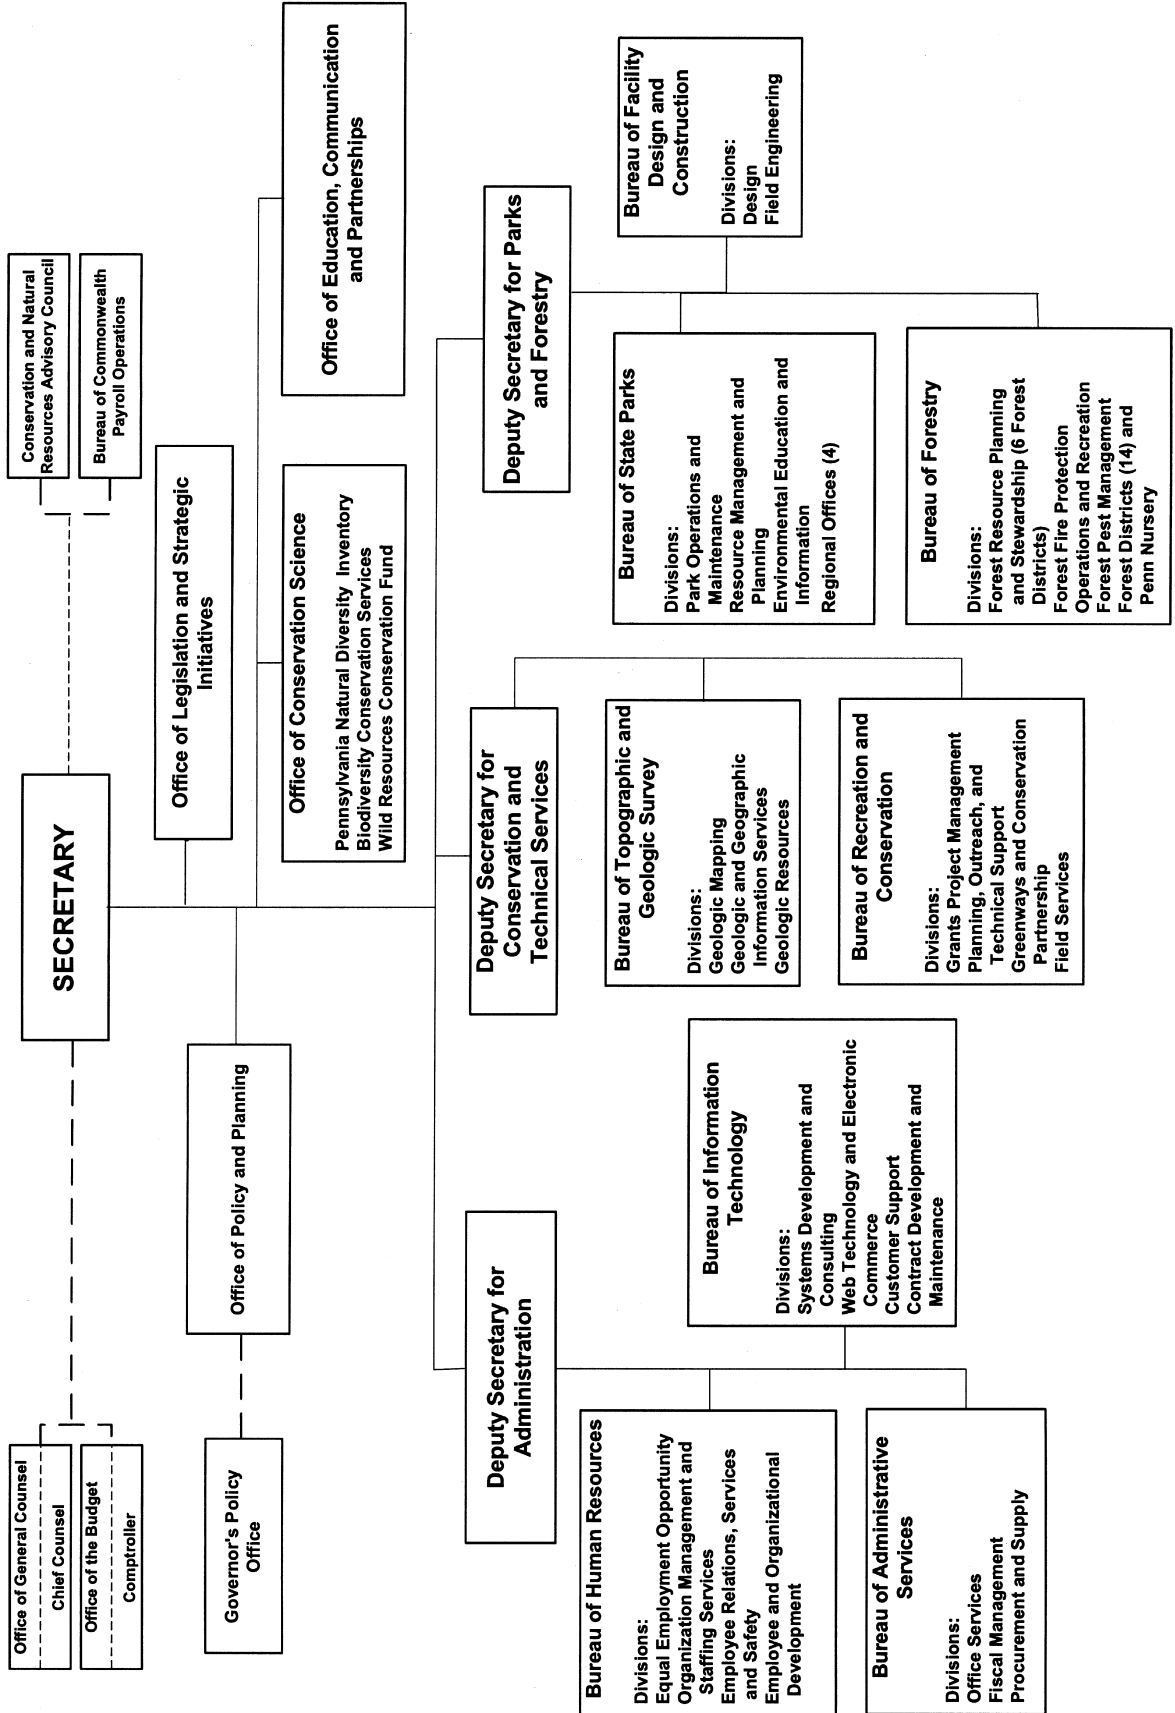 SECRETARY
Office of General Counsel
Chief Counsel
Office of the Budget
Comptroller
Conservation and Natural
Resources Advisory Council
Bureau of Commonwealth
Payroll Operations
Office of Legislation and Strategic
Initiatives
Governor's Policy
Office
Office of Policy and Planning
Office of Conservation Science
Pennsylvania Natural Diversity Inventory
Biodiversity Conservation Services
Wild Resources Conservation Fund
Office of Education, Communication
and Partnerships
Deputy Secretary for
Administration
Deputy Secretary for
Conservation and
Technical Services
Deputy Secretary for Parks
and Forestry
Bureau of Human Resources
Divisions:
Equal Employment Opportunity
Organization Management and
Staffing Services
Employee Relations, Services
and Safety
Employee and Organizational
Development
Bureau of Information
Technology
Divisions:
Systems Development and
Consulting
Web Technology and Electronic
Commerce
Customer Support
Contract Development and
Maintenance
Bureau of Administrative
Services
Divisions:
Office Services
Fiscal Management
Procurement and Supply
Bureau of Topographic and
Geologic Survey
Divisions:
Geologic Mapping
Geologic and Geographic
Information Services
Geologic Resources
Bureau of Recreation and
Conservation
Divisions:
Grants Project Management
Planning, Outreach, and
Technical Support
Greenways and Conservation
Partnership
Field Services
Bureau of State Parks
Divisions:
Park Operations and
Maintenance
Resource Management and
Planning
Environmental Education and
Information
Regional Offices (4)
Bureau of Facility
Design and
Construction
Divisions:
Design
Field Engineering
Bureau of Forestry
Divisions:
Forest Resource Planning
and Stewardship (6 Forest
Districts)
Forest Fire Protection
Operations and Recreation
Forest Pest Management
Forest Districts (14) and
Penn Nursery